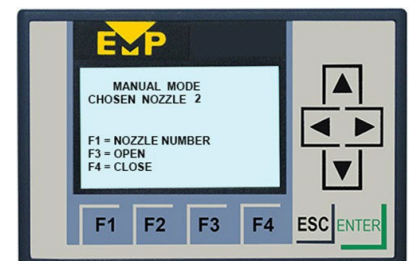 EMP
MANUAL MODE
CHOSEN NOZZLE 2
F1 = NOZZLE NUMBER
F3 = OPEN
F4 = CLOSE
F1 F2 F3 F4 ESC ENTER